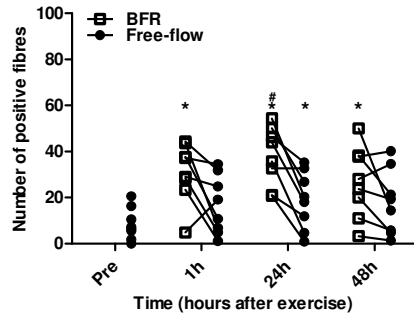 100
80
60
40
20
0
Number of positive fibres
BFR
Free-flow
*
#
*
*
*
Pre
1h
24h
48h
Time (hours after exercise)